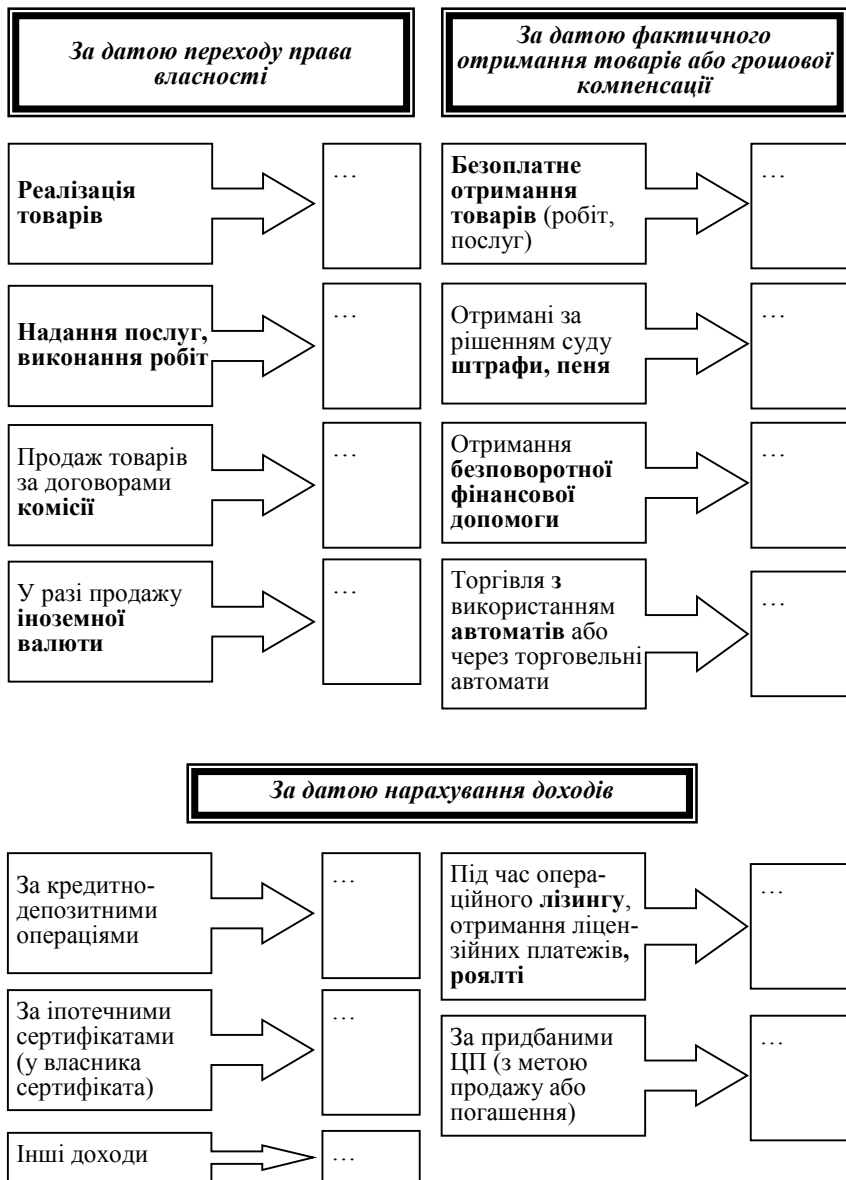 За датою переходу права
власності
За датою фактичного
отримання товарів або грошової
компенсації
Реалізація
товарів
…
Безоплатне
отримання
товарів (робіт,
послуг)
…
Надання послуг,
виконання робіт
…
Отримані за
рішенням суду
штрафи, пеня
…
Продаж товарів
за договорами
комісії
…
Отримання
безповоротної
фінансової
допомоги
…
У разі продажу
іноземної
валюти
…
Торгівля з
використанням
автоматів або
через торговельні
автомати
…
За датою нарахування доходів
За кредитно-
депозитними
операціями
…
Під час опера-
ційного лізингу,
отримання ліцен-
зійних платежів,
роялті
…
За іпотечними
сертифікатами
(у власника
сертифіката)
…
За придбаними
ЦП (з метою
продажу або
погашення)
…
Інші доходи
…